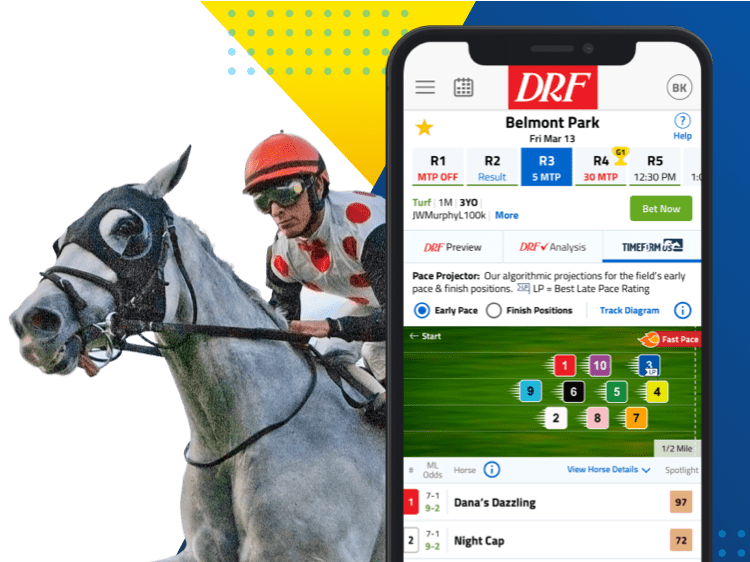 DRF
BK
Belmont Park
Fri Mar 13
? Help
R1 R2 R3 R4 G1 R5
MTP OFF Result 5 MTP 30 MTP 12:30 PM
Turf | 1M | 3YO
JWMurphyL100k | More
Bet Now
DRF Preview DRF Analysis TIMEFORM US
Pace Projector: Our algorithmic projections for the field's early
pace & finish positions. LP | LP = Best Late Pace Rating
Early Pace Finish Positions Track Diagram i
← Start Fast Pace
1 10 3 LP
9 6 5 4
2 8 7
1/2 Mile
# ML Odds Horse i View Horse Details Spotlight
1 7-1 9-2 Dana's Dazzling 97
2 7-1 9-2 Night Cap 72